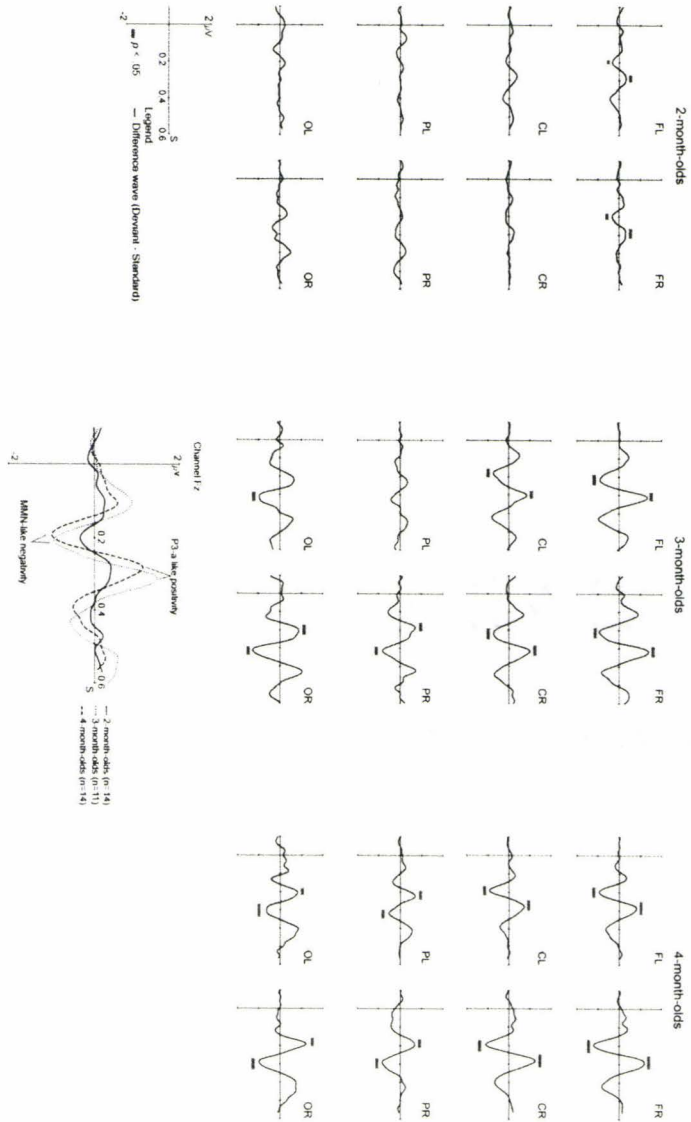 2-month-olds
3-month-olds
4-month-olds
FL FR FL FR FL FR
CL CR CL CR CL CR
PL PR PL PR PL PR
OL OR OL OR OL OR
2 µV
S
0.2 0.4 0.6
-2
Legend
— Difference wave (Deviant - Standard)
p < .05
Channel Fz
2 µV
P3-a like positivity
0.2 0.4 0.6
S
-2
MMN-like negativity
2-month-olds (n=14)
3-month-olds (n=11)
4-month-olds (n=14)